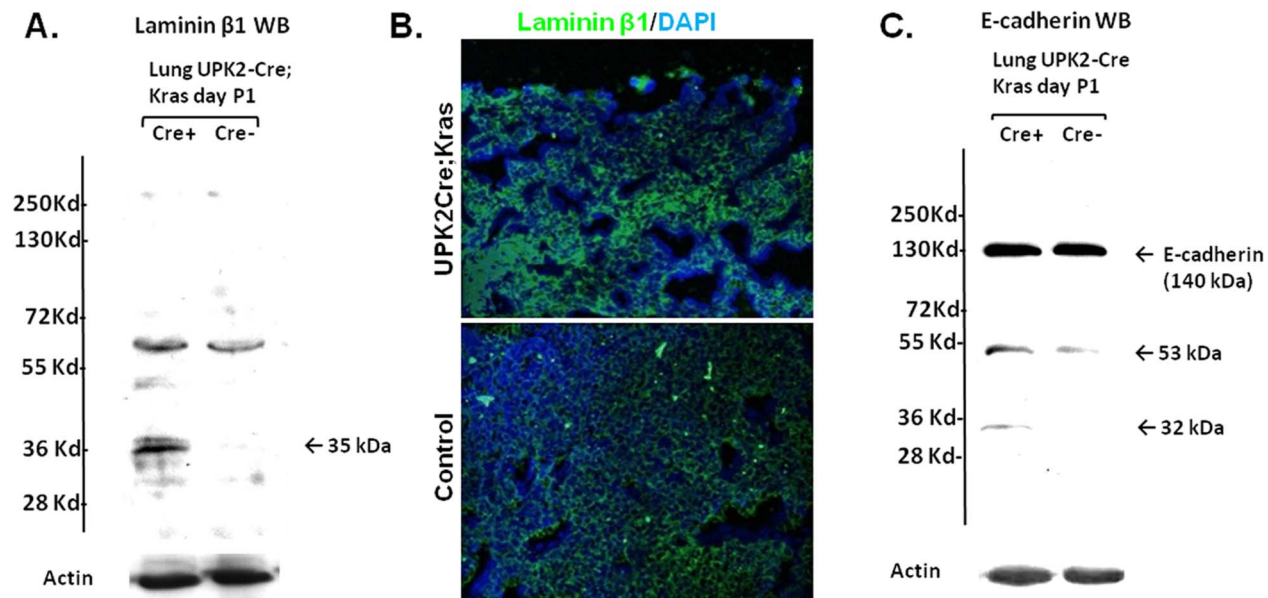 A.
Laminin β1 WB
Lung UPK2-Cre;
Kras day P1
Cre+ Cre-
250Kd-
130Kd-
72Kd-
55 Kd-
36 Kd-
28 Kd-
← 35 kDa
Actin
B.
Laminin β1/DAPI
UPK2Cre;Kras
Control
C.
E-cadherin WB
Lung UPK2-Cre
Kras day P1
Cre+ Cre-
250Kd-
130Kd-
72Kd-
55 Kd-
36 Kd-
28 Kd-
← E-cadherin
(140 kDa)
← 53 kDa
← 32 kDa
Actin